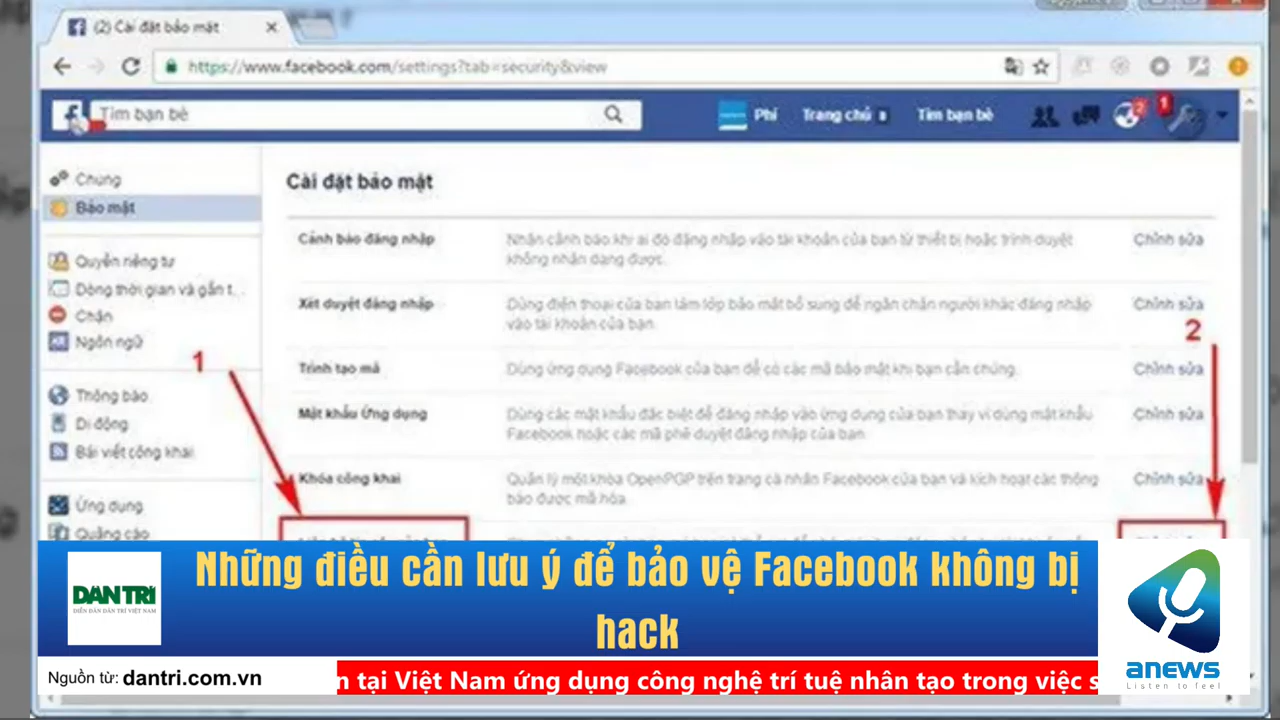 (2) Cài đặt bảo mật
https://www.facebook.com/settings?tab=security&view
Tìm bạn bè
Phí
Trang chủ 8
Tìm bạn bè
2
1
Chung
Bảo mật
Quyền riêng tư
Dòng thời gian và gắn t...
Chặn
Ngôn ngữ
Thông báo
Di động
Bài viết công khai
Ứng dụng
Quảng cáo
Cài đặt bảo mật
Cảnh báo đăng nhập
Nhận cảnh báo khi ai đó đăng nhập vào tài khoản của bạn từ thiết bị hoặc trình duyệt
không nhận dạng được.
Chỉnh sửa
Xét duyệt đăng nhập
Dùng điện thoại của bạn làm lớp bảo mật bổ sung để ngăn chặn người khác đăng nhập
vào tài khoản của bạn.
Chỉnh sửa
Trình tạo mã
Dùng ứng dụng Facebook của bạn để có các mã bảo mật khi bạn cần chúng.
Chỉnh sửa
Mật khẩu Ứng dụng
Dùng các mật khẩu đặc biệt để đăng nhập vào ứng dụng của bạn thay vì dùng mật khẩu
Facebook hoặc các mã phê duyệt đăng nhập của bạn.
Chỉnh sửa
Khóa công khai
Quản lý một khóa OpenPGP trên trang cá nhân Facebook của bạn và kích hoạt các thông
báo được mã hóa.
Chỉnh sửa
1
2
DÂN TRÍ
DIỄN ĐÀN DÂN TRÍ VIỆT NAM
Những điều cần lưu ý để bảo vệ Facebook không bị
hack
anews
Listen to feel
Nguồn từ: dantri.com.vn
n tại Việt Nam ứng dụng công nghệ trí tuệ nhân tạo trong việc s